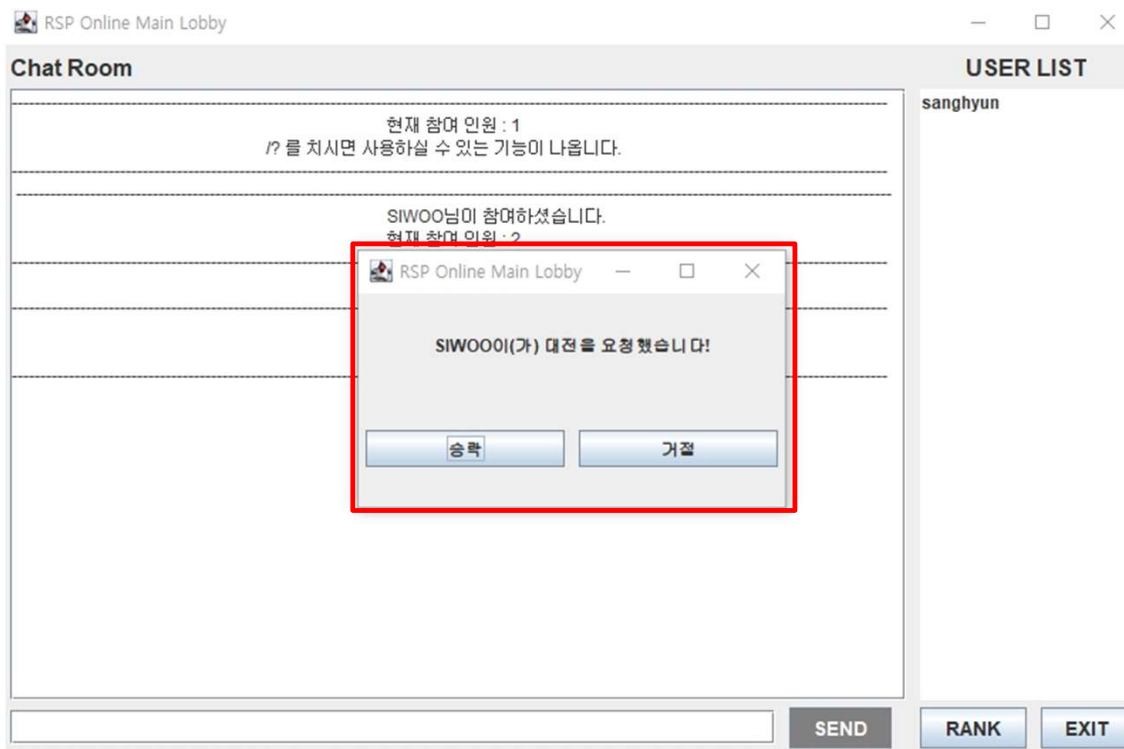 RSP Online Main Lobby
Chat Room
USER LIST
현재 참여 인원 : 1
/? 를 치시면 사용하실 수 있는 기능이 나옵니다.
SIWOO님이 참여하셨습니다.
현재 참여 인원 : 2
sanghyun
RSP Online Main Lobby
SIWOO이(가) 대전을 요청했습니다!
승락
거절
SEND
RANK
EXIT